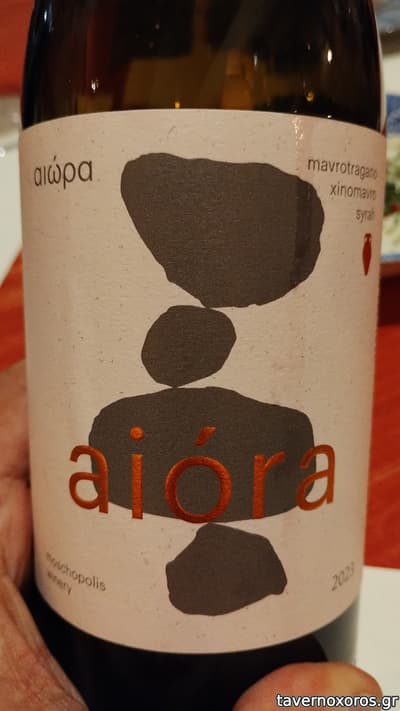 αιώρα
mavrotragano
xinomavro
syrah
aióra
moschopolis
winery
2023
tavernoxoros.gr